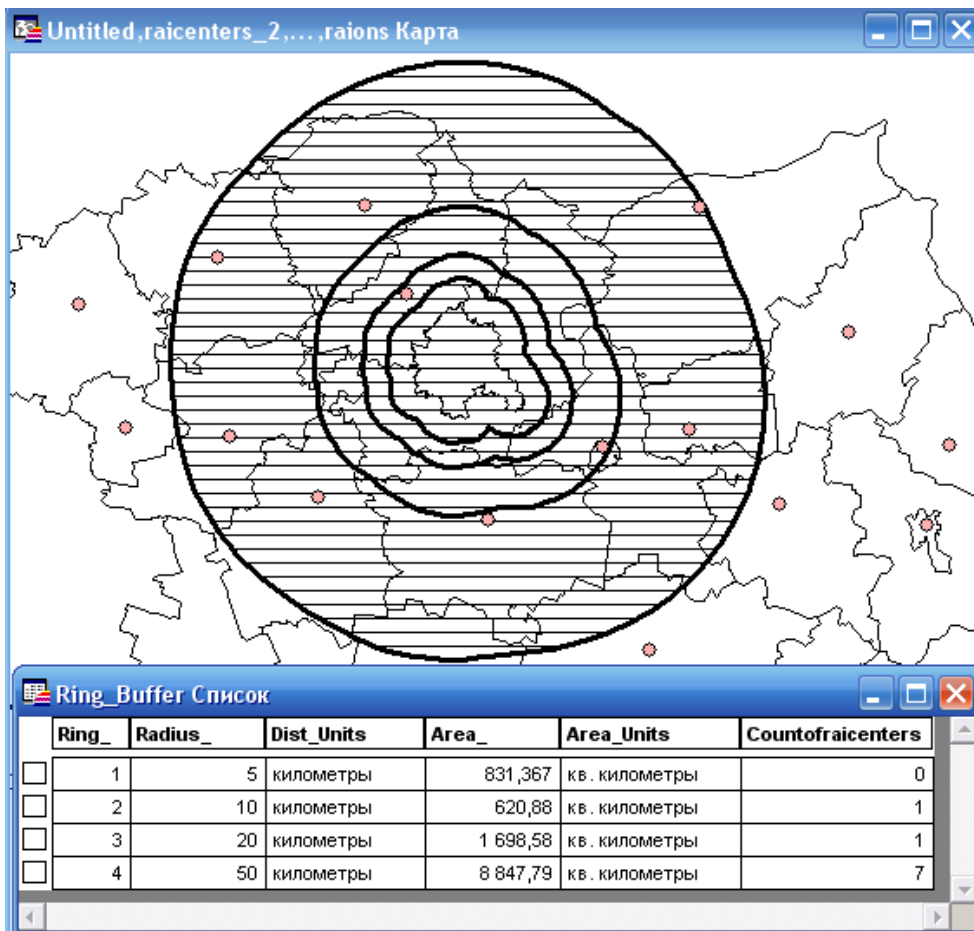 Untitled,raicenters_2,...,raions Карта
Ring_Buffer Список
Ring_ Radius_ Dist_Units Area_ Area_Units Countofraicenters
1 5 километры 831,367 кв. километры 0
2 10 километры 620,88 кв. километры 1
3 20 километры 1 698,58 кв. километры 1
4 50 километры 8 847,79 кв. километры 7